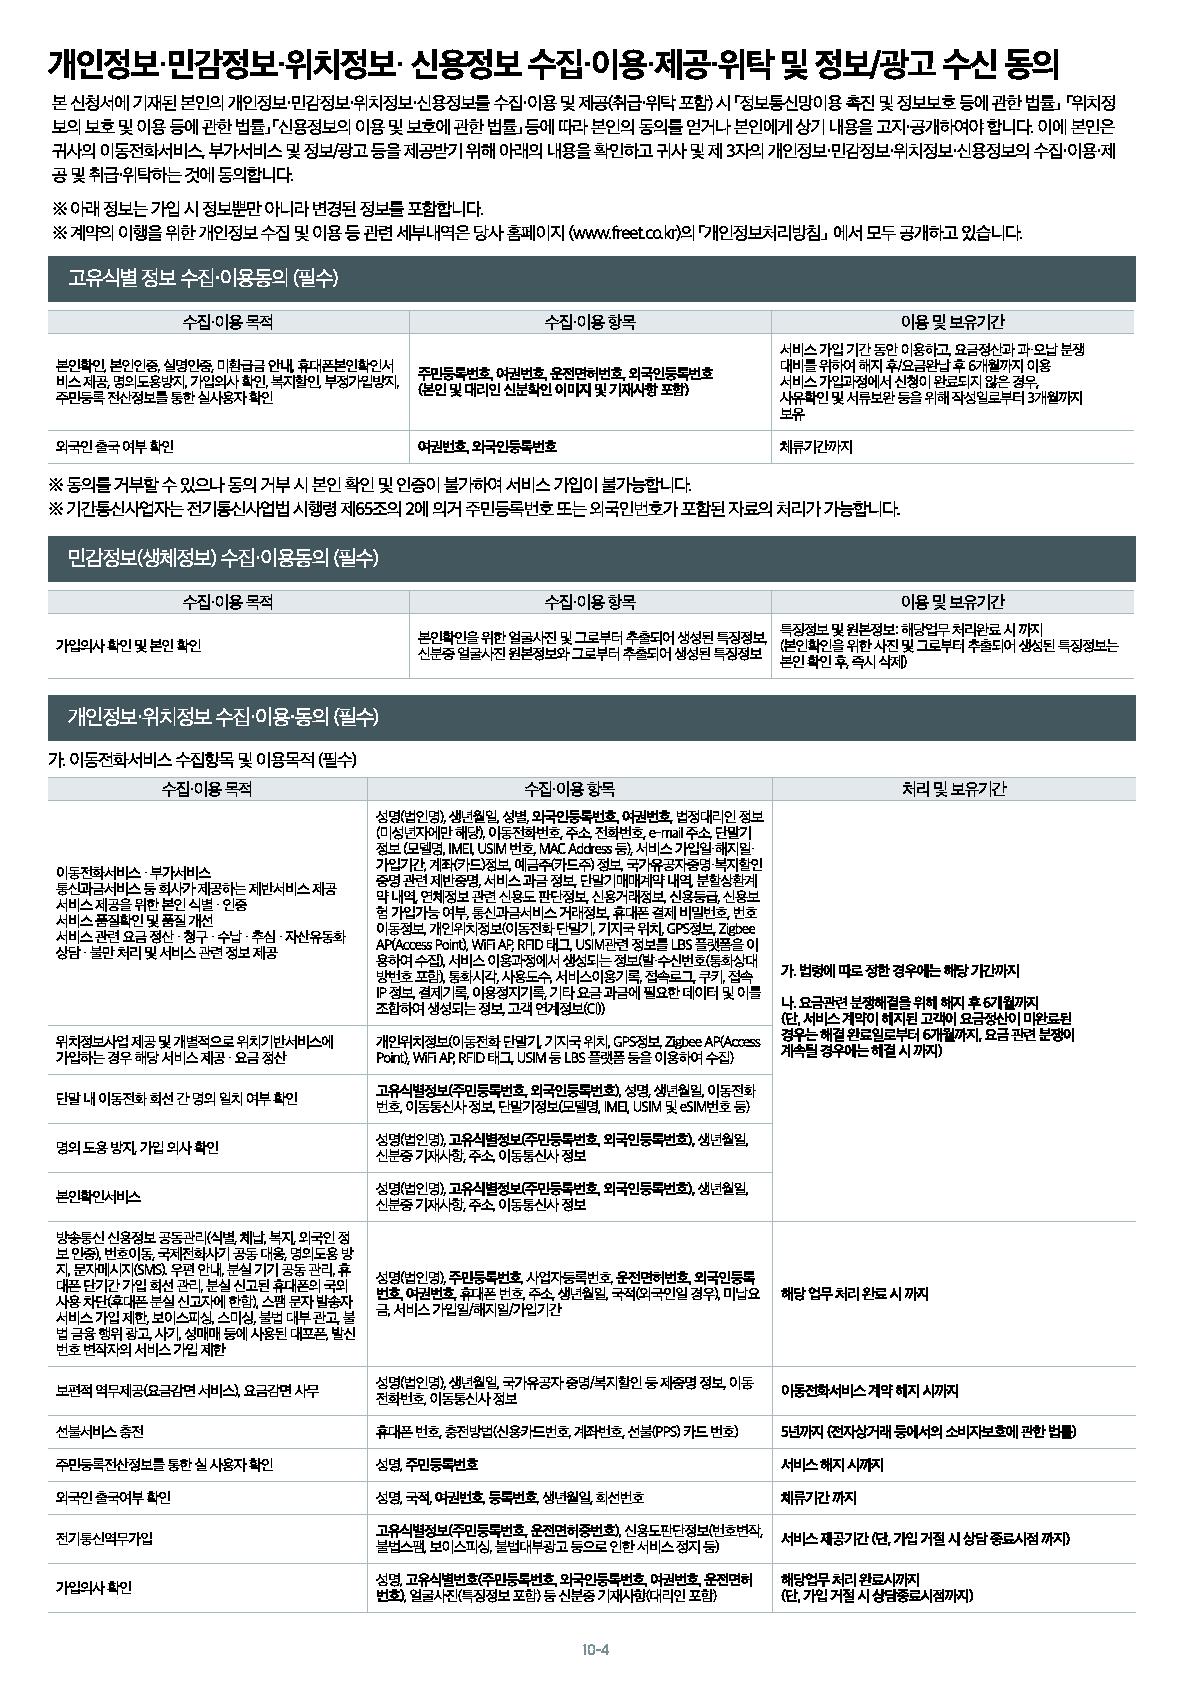 개인정보·민감정보·위치정보· 신용정보 수집·이용·제공·위탁 및 정보/광고 수신 동의
본 신청서에 기재된 본인의 개인정보·민감정보·위치정보·신용정보를 수집·이용 및 제공(취급·위탁 포함) 시 「정보통신망이용 촉진 및 정보보호 등에 관한 법률」 「위치정
보의 보호 및 이용 등에 관한 법률」 「신용정보의 이용 및 보호에 관한 법률」 등에 따라 본인의 동의를 얻거나 본인에게 상기 내용을 고지·공개하여야 합니다. 이에 본인은
귀사의 이동전화서비스, 부가서비스 및 정보/광고 등을 제공받기 위해 아래의 내용을 확인하고 귀사 및 제 3자의 개인정보·민감정보·위치정보·신용정보의 수집·이용·제
공 및 취급·위탁하는 것에 동의합니다.
※ 아래 정보는 가입 시 정보뿐만 아니라 변경된 정보를 포함합니다.
※ 계약의 이행을 위한 개인정보 수집 및 이용 등 관련 세부내역은 당사 홈페이지 (www.freet.co.kr)의 「개인정보처리방침」 에서 모두 공개하고 있습니다.
고유식별 정보 수집·이용동의 (필수)
수집·이용 목적
수집·이용 항목
이용 및 보유기간
본인확인, 본인인증, 실명인증, 미환급금 안내, 휴대폰본인확인서
비스 제공, 명의도용방지, 가입의사 확인, 복지할인, 부정가입방지,
주민등록 전산정보를 통한 실사용자 확인
주민등록번호, 여권번호, 운전면허번호, 외국인등록번호
(본인 및 대리인 신분확인 이미지 및 기재사항 포함)
서비스 가입 기간 동안 이용하고, 요금정산과 과·오납 분쟁
대비를 위하여 해지 후/요금완납 후 6개월까지 이용
서비스 가입과정에서 신청이 완료되지 않은 경우,
사유확인 및 서류보완 등을 위해 작성일로부터 3개월까지
보유
외국인 출국 여부 확인
여권번호, 외국인등록번호
체류기간까지
※ 동의를 거부할 수 있으나 동의 거부 시 본인 확인 및 인증이 불가하여 서비스 가입이 불가능합니다.
※ 기간통신사업자는 전기통신사업법 시행령 제65조의 2에 의거 주민등록번호 또는 외국인번호가 포함된 자료의 처리가 가능합니다.
민감정보(생체정보) 수집·이용동의 (필수)
수집·이용 목적
수집·이용 항목
이용 및 보유기간
가입의사 확인 및 본인 확인
본인확인을 위한 얼굴사진 및 그로부터 추출되어 생성된 특징정보,
신분증 얼굴사진 원본정보와 그로부터 추출되어 생성된 특징정보
특징정보 및 원본정보: 해당업무 처리완료 시 까지
(본인확인을 위한 사진 및 그로부터 추출되어 생성된 특징정보는
본인 확인 후, 즉시 삭제)
개인정보·위치정보 수집·이용·동의 (필수)
가. 이동전화서비스 수집항목 및 이용목적 (필수)
수집·이용 목적
수집·이용 항목
처리 및 보유기간
이동전화서비스 · 부가서비스
통신과금서비스 등 회사가 제공하는 제반서비스 제공
서비스 제공을 위한 본인 식별 · 인증
서비스 품질확인 및 품질 개선
서비스 관련 요금 정산 · 청구 · 수납 · 추심 · 자산유동화
상담 · 불만 처리 및 서비스 관련 정보 제공
성명(법인명), 생년월일, 성별, 외국인등록번호, 여권번호, 법정대리인 정보
(미성년자에만 해당), 이동전화번호, 주소, 전화번호, e-mail 주소, 단말기
정보 (모델명, IMEI, USIM 번호, MAC Address 등), 서비스 가입일·해지일·
가입기간, 계좌(카드)정보, 예금주(카드주) 정보, 국가유공자증명·복지할인
증명 관련 제반증명, 서비스 과금 정보, 단말기매매계약 내역, 분할상환계
약 내역, 연체정보 관련 신용도 판단정보, 신용거래정보, 신용등급, 신용보
험 가입가능 여부, 통신과금서비스 거래정보, 휴대폰 결제 비밀번호, 번호
이동정보, 개인위치정보(이동전화 단말기, 기지국 위치, GPS정보, Zigbee
AP(Access Point), WiFi AP, RFID 태그, USIM관련 정보를 LBS 플랫폼을 이
용하여 수집), 서비스 이용과정에서 생성되는 정보(발·수신번호(통화상대
방번호 포함), 통화시각, 사용도수, 서비스이용기록, 접속로그, 쿠키, 접속
IP 정보, 결제기록, 이용정지기록, 기타 요금 과금에 필요한 데이터 및 이를
조합하여 생성되는 정보, 고객 연계정보(CI))
가. 법령에 따로 정한 경우에는 해당 기간까지
나. 요금관련 분쟁해결을 위해 해지 후 6개월까지
(단, 서비스 계약이 해지된 고객이 요금정산이 미완료된
경우는 해결 완료일로부터 6개월까지, 요금 관련 분쟁이
계속될 경우에는 해결 시 까지)
위치정보사업 제공 및 개별적으로 위치기반서비스에
가입하는 경우 해당 서비스 제공 · 요금 정산
개인위치정보(이동전화 단말기, 기지국 위치, GPS정보, Zigbee AP(Access
Point), WiFi AP, RFID 태그, USIM 등 LBS 플랫폼 등을 이용하여 수집)
단말 내 이동전화 회선 간 명의 일치 여부 확인
고유식별정보(주민등록번호, 외국인등록번호), 성명, 생년월일, 이동전화
번호, 이동통신사 정보, 단말기정보(모델명, IMEI, USIM 및 eSIM번호 등)
명의 도용 방지, 가입 의사 확인
성명(법인명), 고유식별정보(주민등록번호, 외국인등록번호), 생년월일,
신분증 기재사항, 주소, 이동통신사 정보
본인확인서비스
성명(법인명), 고유식별정보(주민등록번호, 외국인등록번호), 생년월일,
신분증 기재사항, 주소, 이동통신사 정보
방송통신 신용정보 공동관리(식별, 체납, 복지, 외국인 정
보 인증), 번호이동, 국제전화사기 공동 대응, 명의도용 방
지, 문자메시지(SMS), 우편 안내, 분실 기기 공동 관리, 휴
대폰 단기간 가입 회선 관리, 분실 신고된 휴대폰의 국외
사용 차단(휴대폰 분실 신고자에 한함), 스팸 문자 발송자
서비스 가입 제한, 보이스피싱, 스미싱, 불법 대부 광고, 불
법 금융 행위 광고, 사기, 성매매 등에 사용된 대포폰, 발신
번호 변작자의 서비스 가입 제한
성명(법인명), 주민등록번호, 사업자등록번호, 운전면허번호, 외국인등록
번호, 여권번호, 휴대폰 번호, 주소, 생년월일, 국적(외국인일 경우), 미납요
금, 서비스 가입일/해지일/가입기간
해당 업무 처리 완료 시 까지
보편적 역무제공(요금감면 서비스), 요금감면 사무
성명(법인명), 생년월일, 국가유공자 증명/복지할인 등 제증명 정보, 이동
전화번호, 이동통신사 정보
이동전화서비스 계약 해지 시까지
선불서비스 충전
휴대폰 번호, 충전방법(신용카드번호, 계좌번호, 선불(PPS) 카드 번호)
5년까지 (전자상거래 등에서의 소비자보호에 관한 법률)
주민등록전산정보를 통한 실 사용자 확인
성명, 주민등록번호
서비스 해지 시까지
외국인 출국여부 확인
성명, 국적, 여권번호, 등록번호, 생년월일, 회선번호
체류기간 까지
전기통신역무가입
고유식별정보(주민등록번호, 운전면허증번호), 신용도판단정보(번호변작,
불법스팸, 보이스피싱, 불법대부광고 등으로 인한 서비스 정지 등)
서비스 제공기간 (단, 가입 거절 시 상담 종료시점 까지)
가입의사 확인
성명, 고유식별번호(주민등록번호, 외국인등록번호, 여권번호, 운전면허
번호), 얼굴사진(특징정보 포함) 등 신분증 기재사항(대리인 포함)
해당업무 처리 완료시까지
(단, 가입 거절 시 상담종료시점까지)
10-4